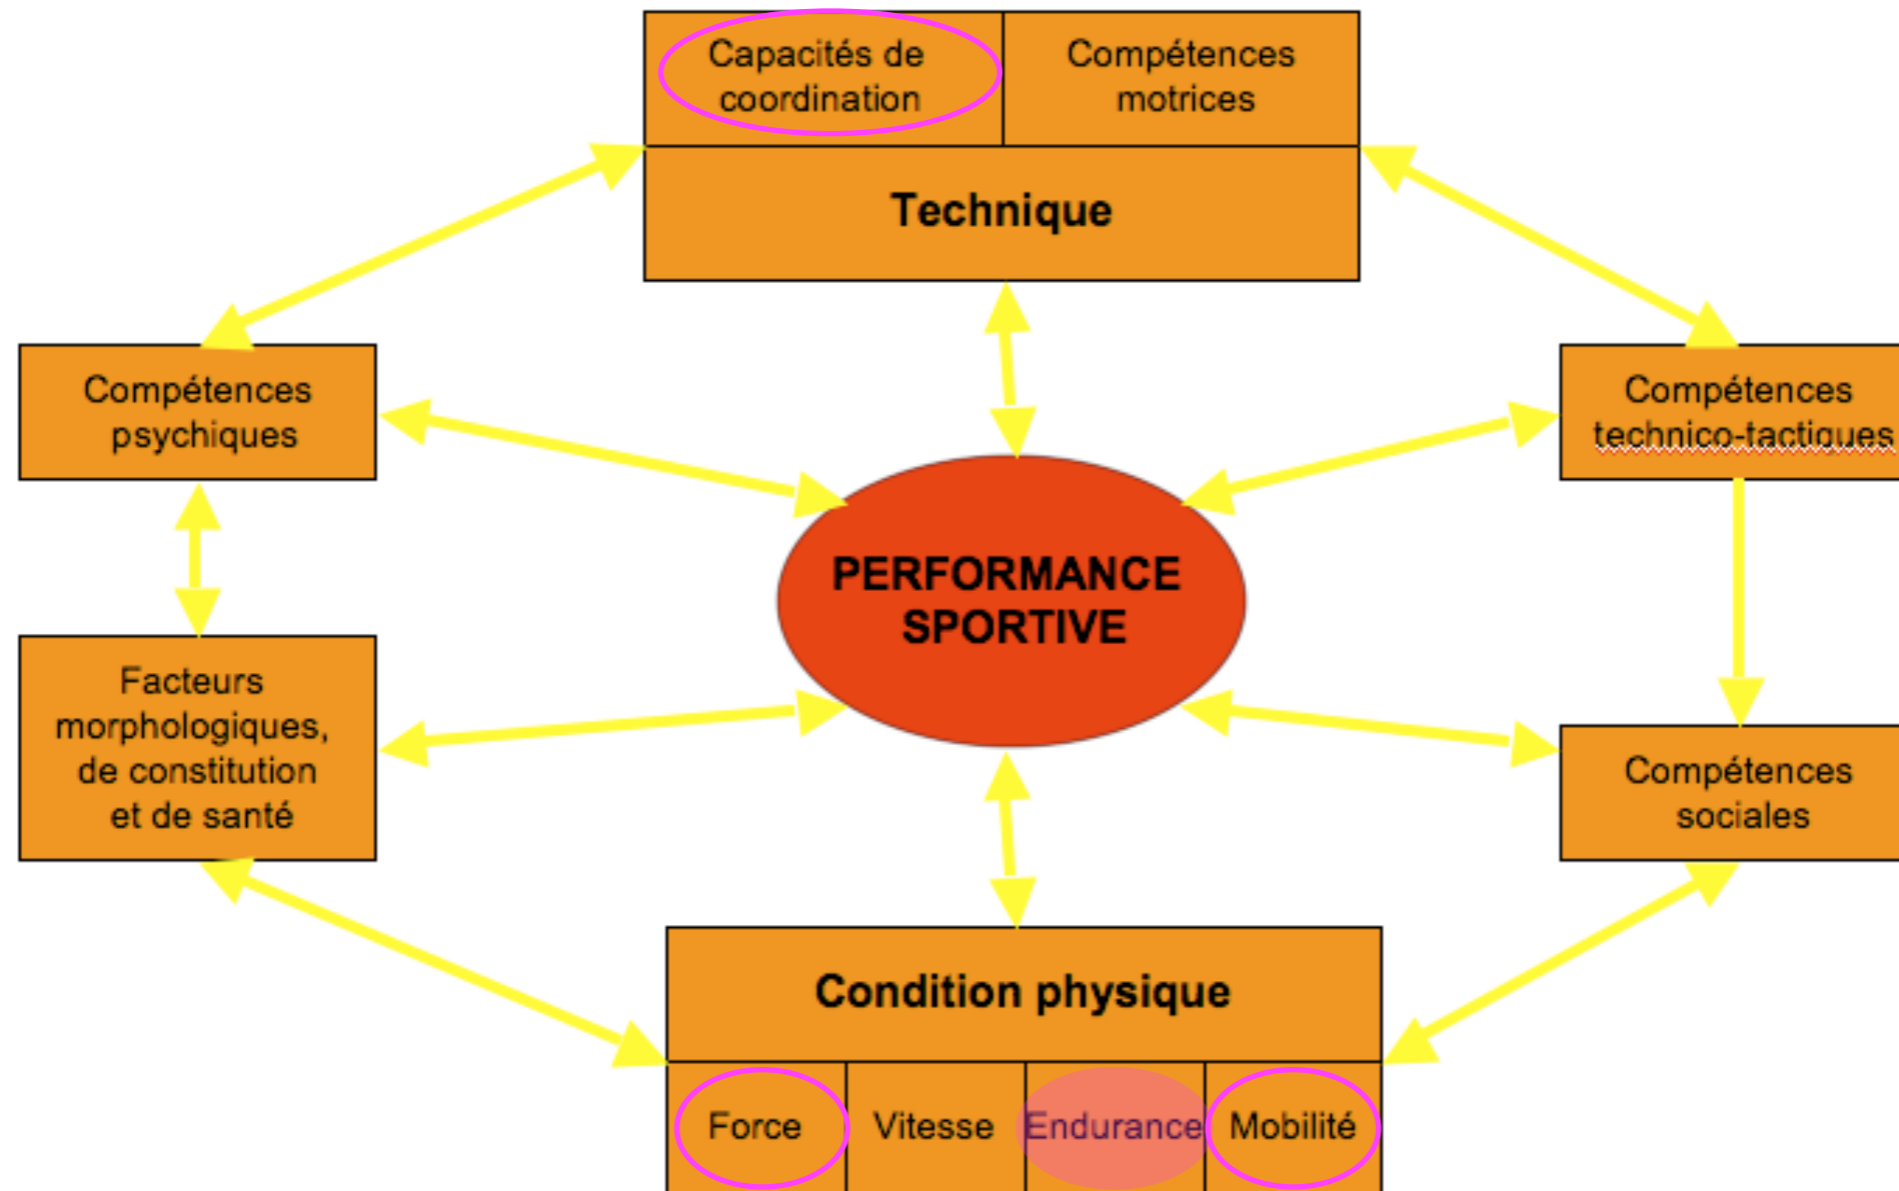 Capacités de
coordination
Compétences
motrices
Technique
Compétences
psychiques
Compétences
technico-tactiques
PERFORMANCE
SPORTIVE
Facteurs
morphologiques,
de constitution
et de santé
Compétences
sociales
Condition physique
Force
Vitesse
Endurance
Mobilité